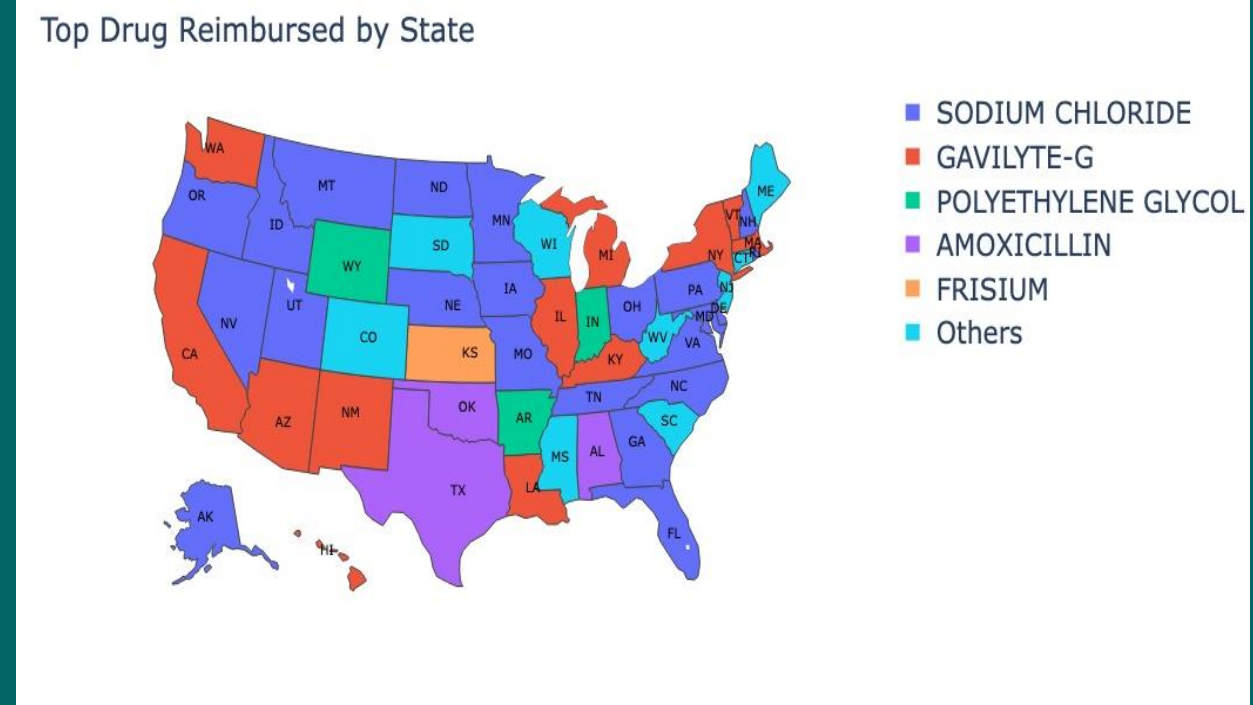 Top Drug Reimbursed by State
SODIUM CHLORIDE
GAVILYTE-G
POLYETHYLENE GLYCOL
AMOXICILLIN
FRISIUM
Others
WA
OR
ID
MT
ND
MN
WY
SD
WI
MI
NY
VT
NH
ME
MA
RI
CT
NV
UT
NE
IA
IL
IN
OH
PA
NJ
DE
MD
CA
CO
KS
MO
KY
WV
VA
AZ
NM
OK
AR
TN
NC
SC
TX
LA
MS
AL
GA
FL
AK
HI